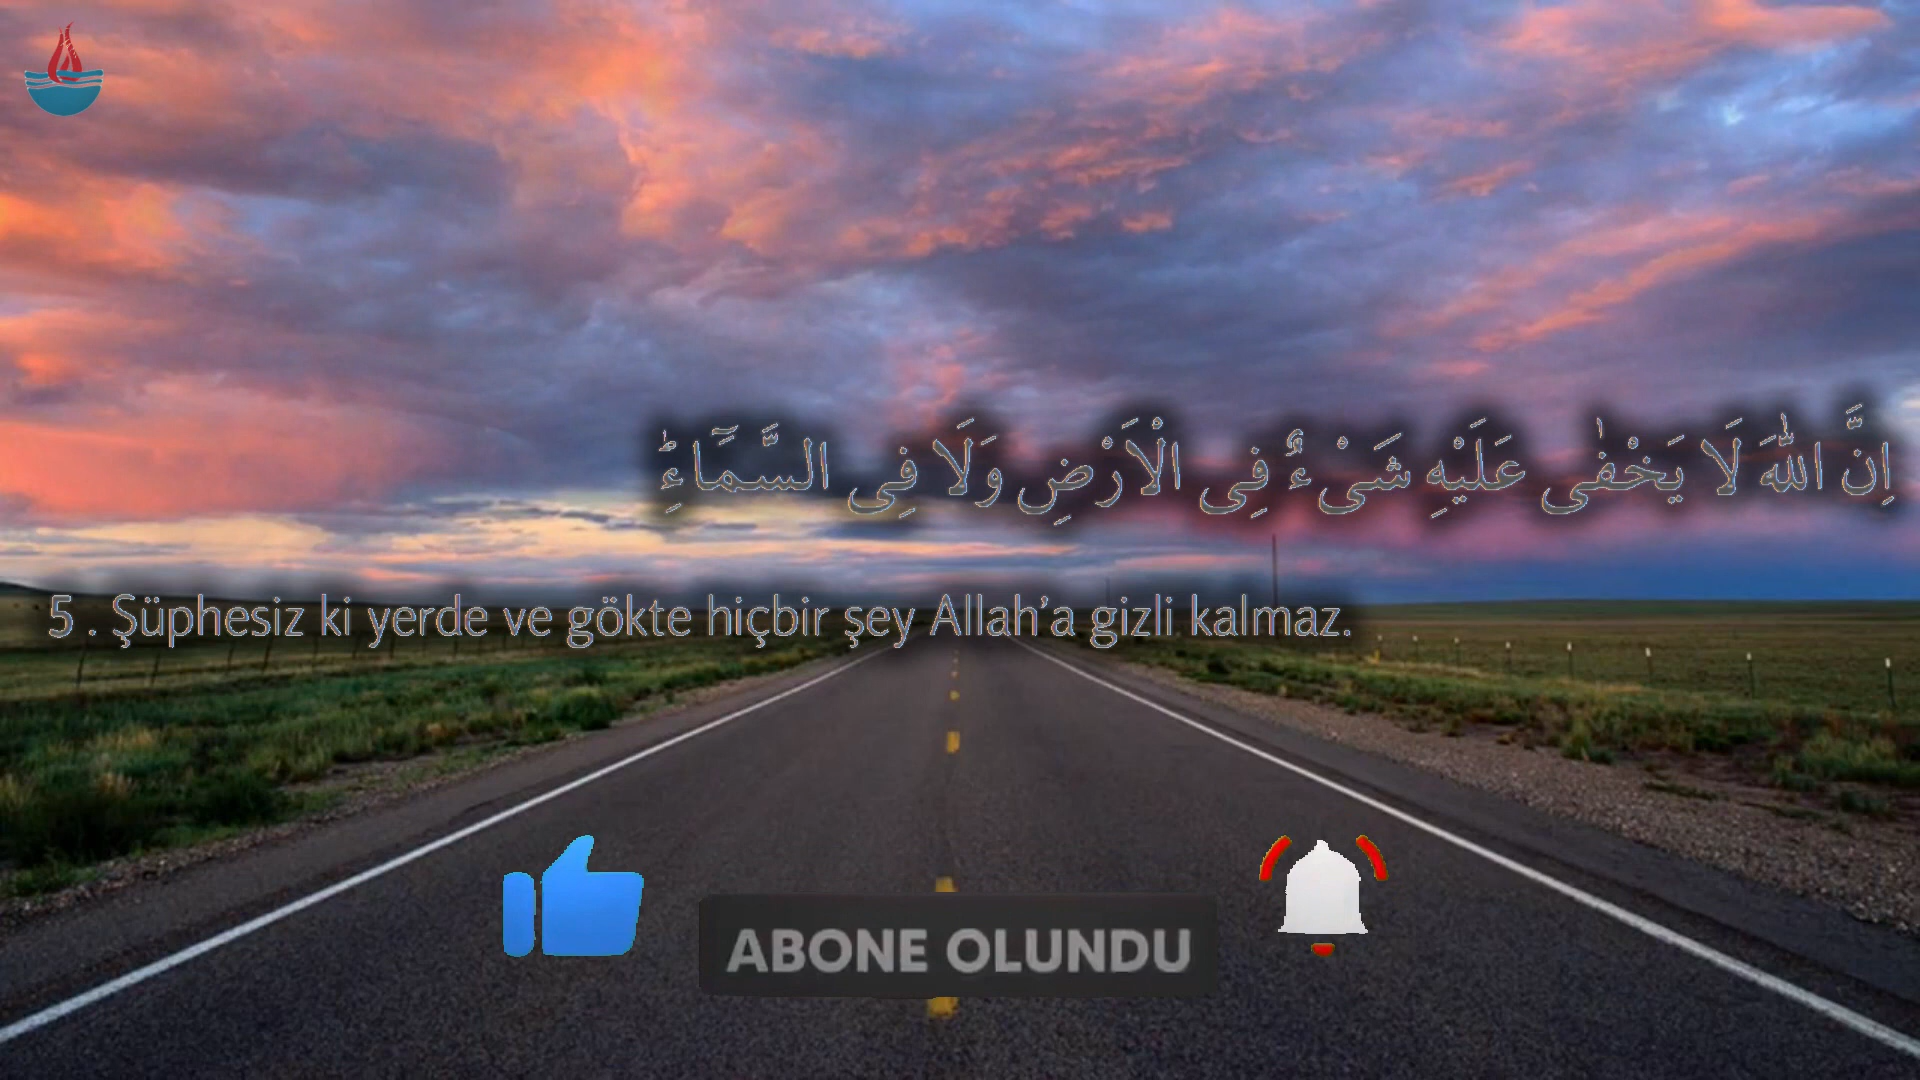 اِنَّ اللّٰهَ لَا يَخْفٰى عَلَيْهِ شَىْءٌ فِى الْاَرْضِ وَلَا فِى السَّمَٓاءِۜ
5 . Şüphesiz ki yerde ve gökte hiçbir şey Allah’a gizli kalmaz.
ABONE OLUNDU